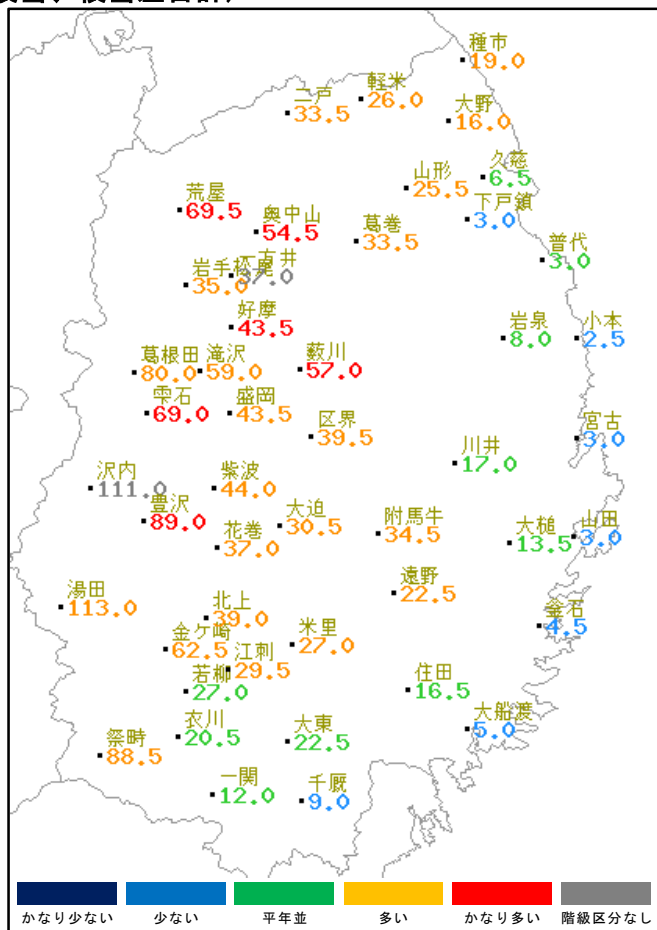 種市
19.0
軽米
26.0
二戸
33.5
大野
16.0
久慈
6.5
山形
25.5
下戸鎖
3.0
荒屋
69.5
奥中山
54.5
葛巻
33.5
普代
3.0
一方井
37.0
岩手松尾
35.0
好摩
43.5
岩泉
8.0
小本
2.5
葛根田
80.0
滝沢
59.0
薮川
57.0
雫石
69.0
盛岡
43.5
区界
39.5
宮古
3.0
川井
17.0
沢内
111.0
紫波
44.0
豊沢
89.0
大迫
30.5
花巻
37.0
附馬牛
34.5
大槌
13.5
山田
3.0
遠野
22.5
湯田
113.0
北上
39.0
釜石
4.5
金ケ崎
62.5
米里
27.0
江刺
29.5
若柳
27.0
住田
16.5
衣川
20.5
大東
22.5
大船渡
5.0
祭畤
88.5
一関
12.0
千厩
9.0
かなり少ない 少ない 平年並 多い かなり多い 階級区分なし